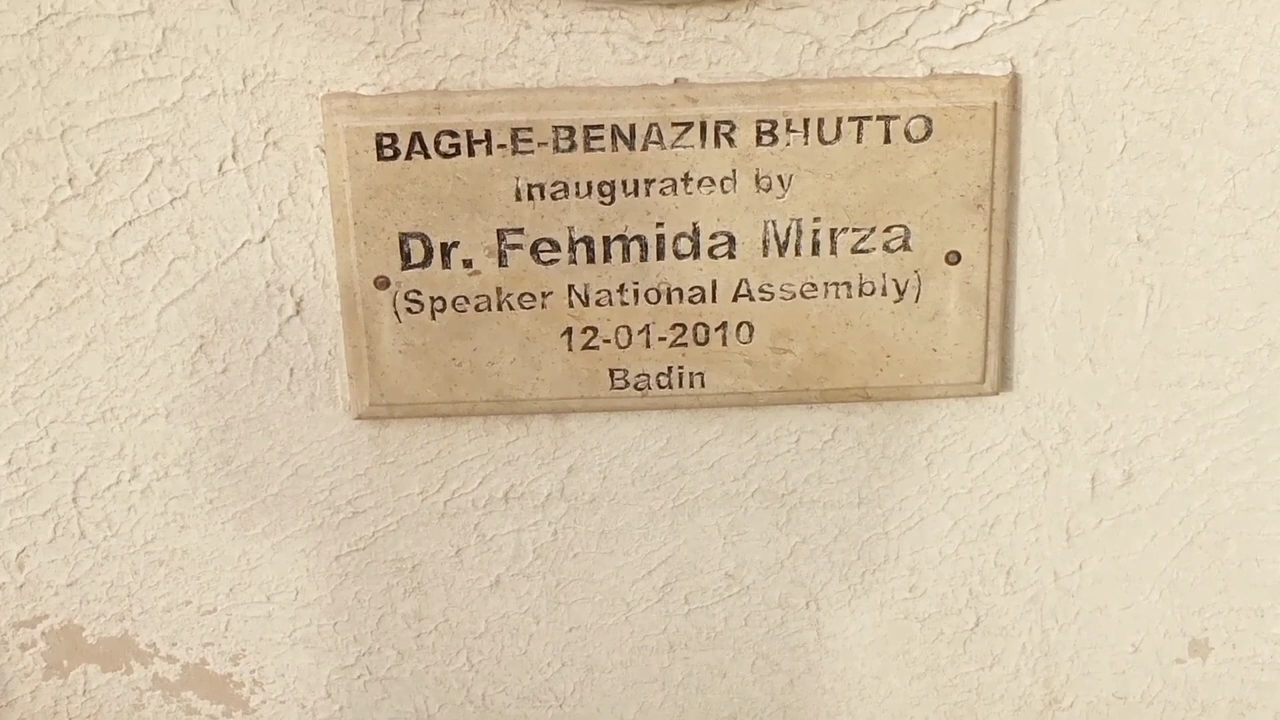 BAGH-E-BENAZIR BHUTTO
Inaugurated by
Dr. Fehmida Mirza
(Speaker National Assembly)
12-01-2010
Badin